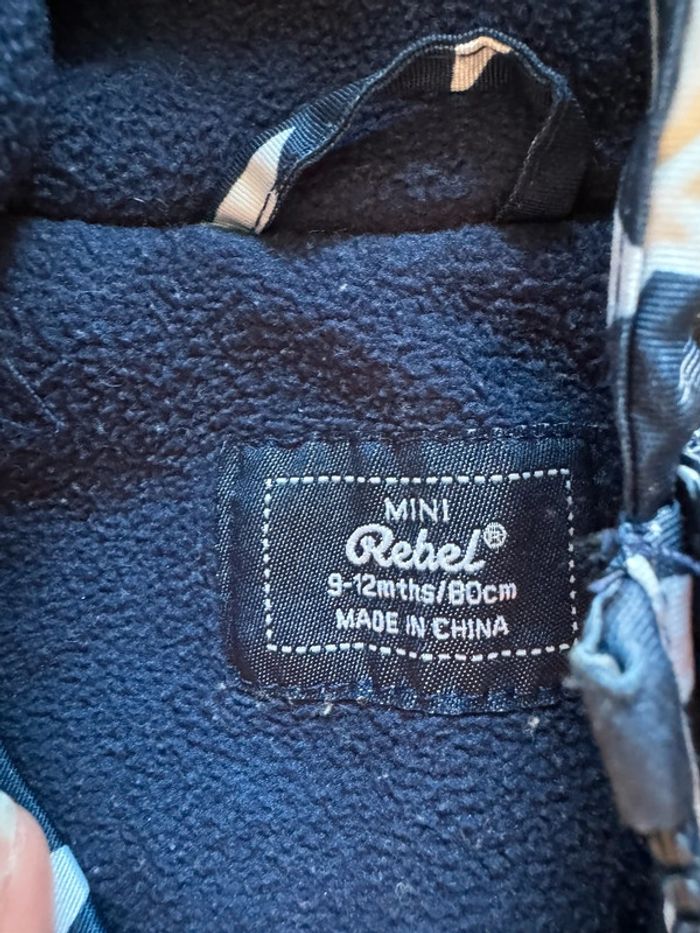 MINI
Rebel®
9-12mths/80cm
MADE IN CHINA